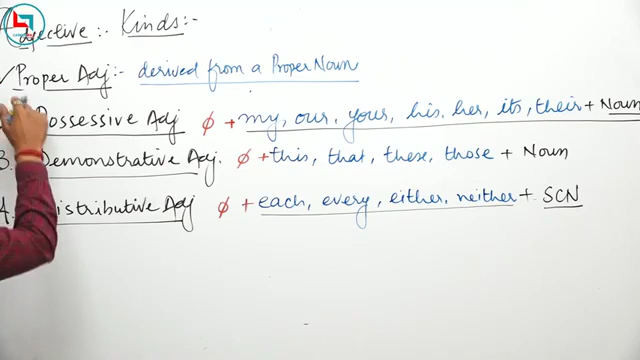 Adjective :- Kinds:-
✓ Proper Adj:- derived from a Proper Noun
Possessive Adj ∅ + my, our, your, his, her, its, their + Noun
3. Demonstrative Adj. ∅ + this, that, these, those + Noun
4. Distributive Adj ∅ + each, every, either, neither + SCN